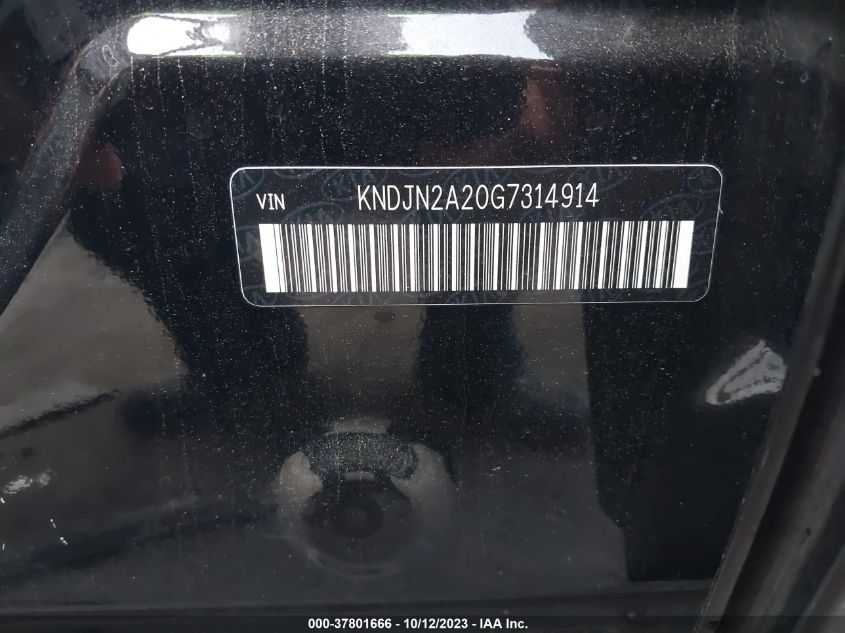 VIN KNDJN2A20G7314914
000-37801666 - 10/12/2023 - IAA Inc.